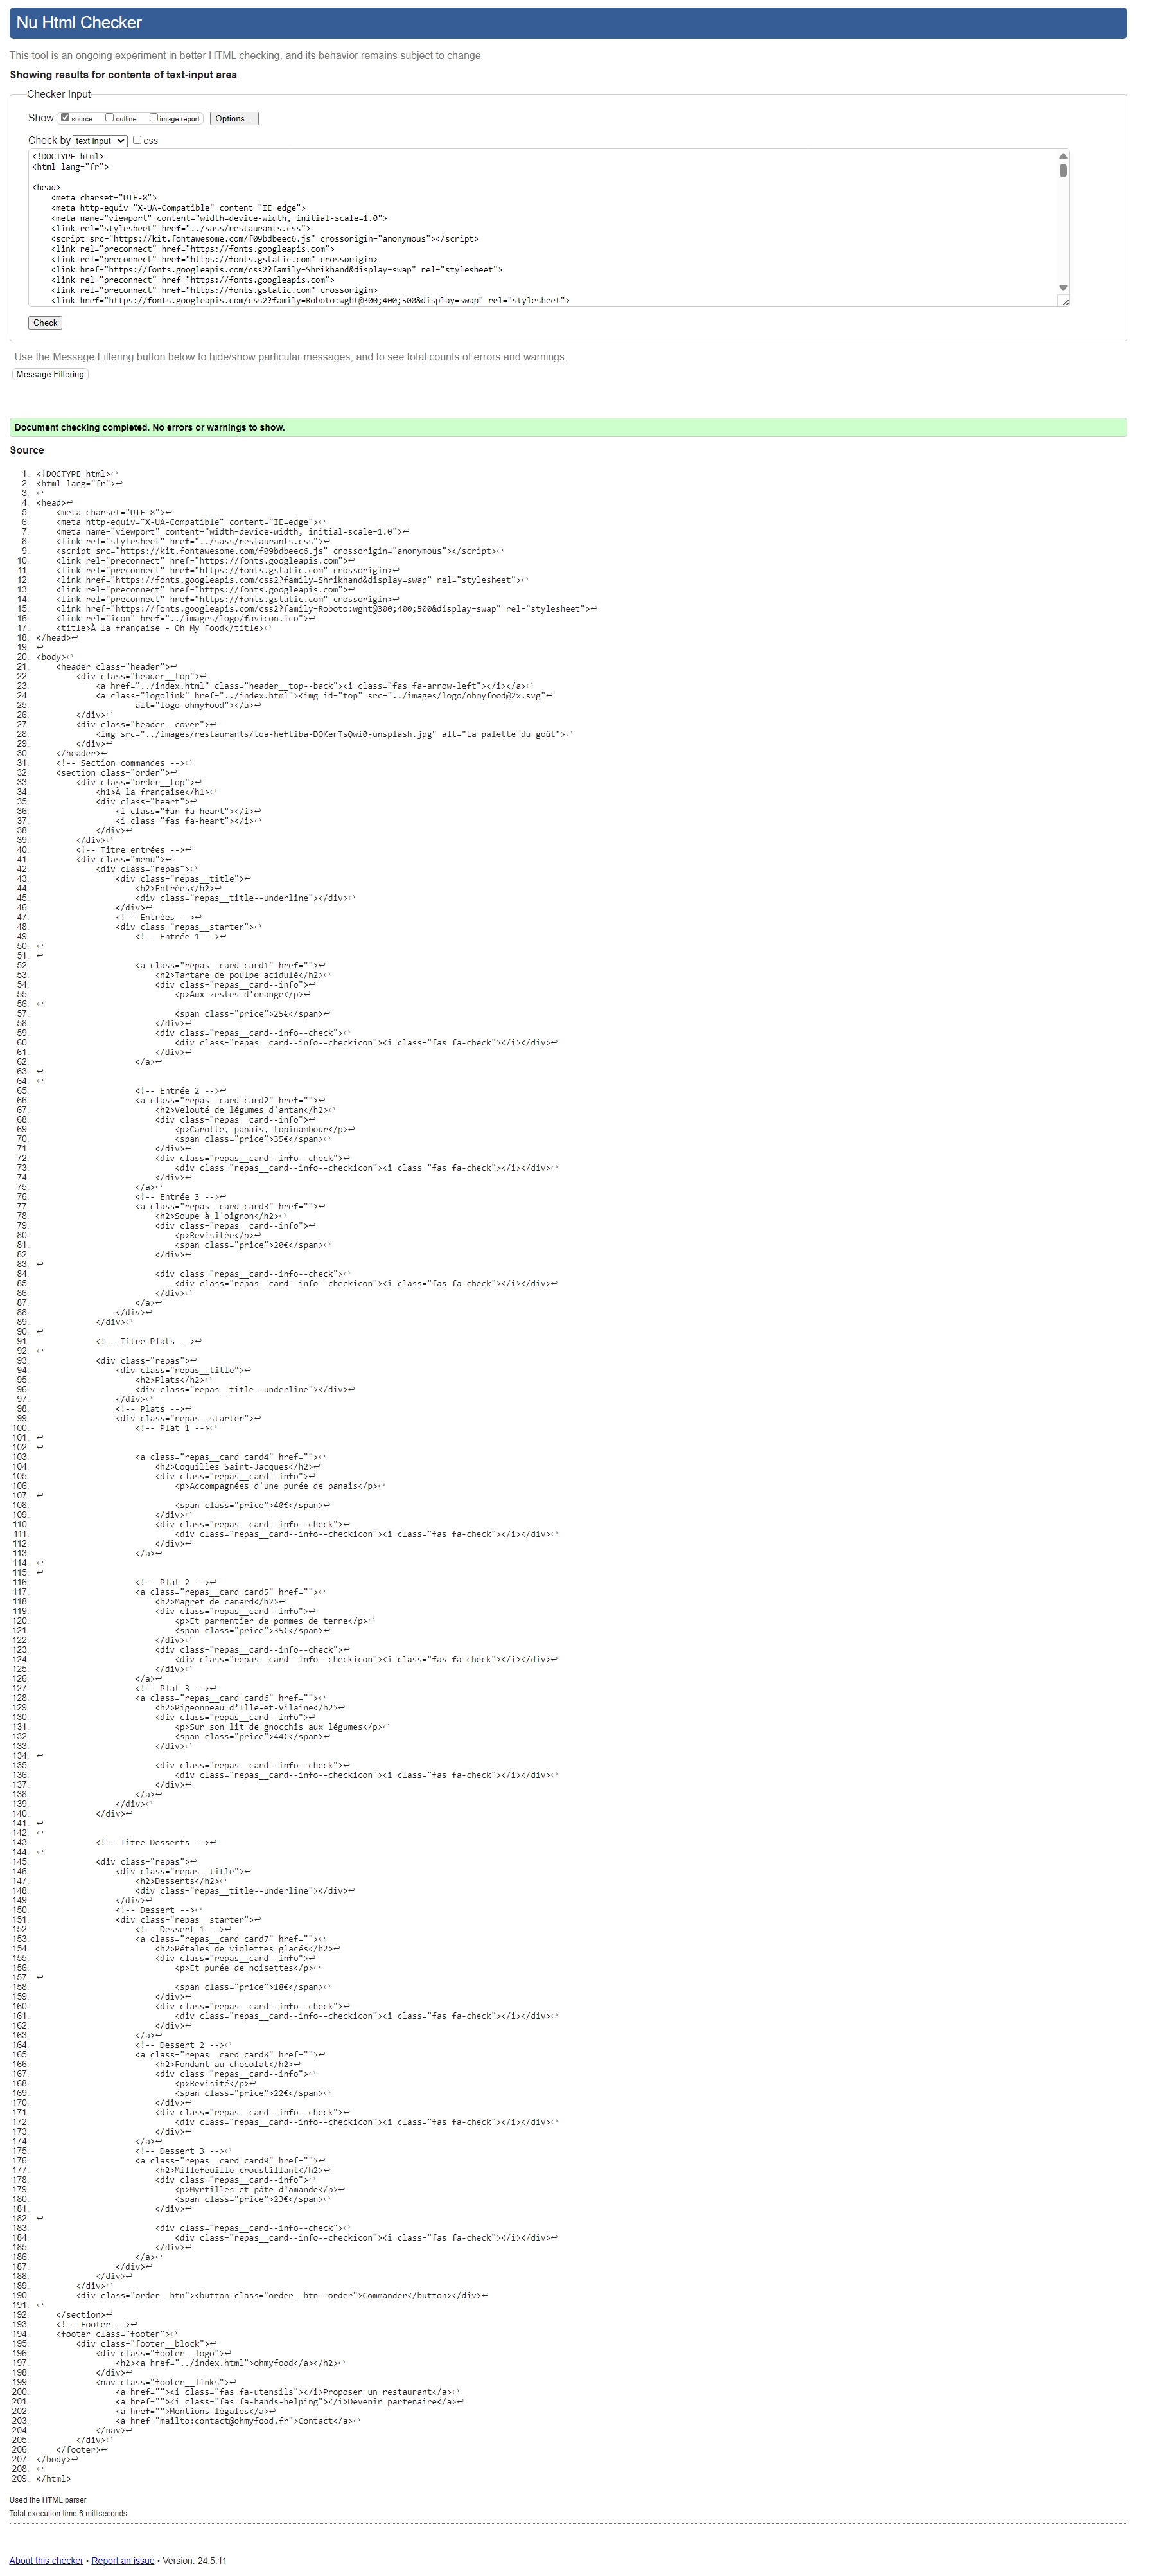 Nu Html Checker
This tool is an ongoing experiment in better HTML checking, and its behavior remains subject to change
Showing results for contents of text-input area
Checker Input
Show source outline image report Options...
Check by text input css
<!DOCTYPE html>
<html lang="fr">
<head>
    <meta charset="UTF-8">
    <meta http-equiv="X-UA-Compatible" content="IE=edge">
    <meta name="viewport" content="width=device-width, initial-scale=1.0">
    <link rel="stylesheet" href="../sass/restaurants.css">
    <script src="https://kit.fontawesome.com/f09bdbeec6.js" crossorigin="anonymous"></script>
    <link rel="preconnect" href="https://fonts.googleapis.com">
    <link rel="preconnect" href="https://fonts.gstatic.com" crossorigin>
    <link href="https://fonts.googleapis.com/css2?family=Shrikhand&display=swap" rel="stylesheet">
    <link rel="preconnect" href="https://fonts.googleapis.com">
    <link rel="preconnect" href="https://fonts.gstatic.com" crossorigin>
    <link href="https://fonts.googleapis.com/css2?family=Roboto:wght@300;400;500&display=swap" rel="stylesheet">
Check
Use the Message Filtering button below to hide/show particular messages, and to see total counts of errors and warnings.
Message Filtering
Document checking completed. No errors or warnings to show.
Source
1. <!DOCTYPE html>↩
2. <html lang="fr">↩
3. ↩
4. <head>↩
5.     <meta charset="UTF-8">↩
6.     <meta http-equiv="X-UA-Compatible" content="IE=edge">↩
7.     <meta name="viewport" content="width=device-width, initial-scale=1.0">↩
8.     <link rel="stylesheet" href="../sass/restaurants.css">↩
9.     <script src="https://kit.fontawesome.com/f09bdbeec6.js" crossorigin="anonymous"></script>↩
10.     <link rel="preconnect" href="https://fonts.googleapis.com">↩
11.     <link rel="preconnect" href="https://fonts.gstatic.com" crossorigin>↩
12.     <link href="https://fonts.googleapis.com/css2?family=Shrikhand&display=swap" rel="stylesheet">↩
13.     <link rel="preconnect" href="https://fonts.googleapis.com">↩
14.     <link rel="preconnect" href="https://fonts.gstatic.com" crossorigin>↩
15.     <link href="https://fonts.googleapis.com/css2?family=Roboto:wght@300;400;500&display=swap" rel="stylesheet">↩
16.     <link rel="icon" href="../images/logo/favicon.ico">↩
17.     <title>À la française - Oh My Food</title>↩
18. </head>↩
19. ↩
20. <body>↩
21.     <header class="header">↩
22.         <div class="header__top">↩
23.             <a href="../index.html" class="header__top--back"><i class="fas fa-arrow-left"></i></a>↩
24.             <a class="logolink" href="../index.html"><img id="top" src="../images/logo/ohmyfood@2x.svg"↩
25.                     alt="logo-ohmyfood"></a>↩
26.         </div>↩
27.         <div class="header__cover">↩
28.             <img src="../images/restaurants/toa-heftiba-DQKerTsQwi0-unsplash.jpg" alt="La palette du goût">↩
29.         </div>↩
30.     </header>↩
31.     <!-- Section commandes -->↩
32.     <section class="order">↩
33.         <div class="order__top">↩
34.             <h1>À la française</h1>↩
35.             <div class="heart">↩
36.                 <i class="far fa-heart"></i>↩
37.                 <i class="fas fa-heart"></i>↩
38.             </div>↩
39.         </div>↩
40.         <!-- Titre entrées -->↩
41.         <div class="menu">↩
42.             <div class="repas">↩
43.                 <div class="repas__title">↩
44.                     <h2>Entrées</h2>↩
45.                     <div class="repas__title--underline"></div>↩
46.                 </div>↩
47.                 <!-- Entrées -->↩
48.                 <div class="repas__starter">↩
49.                     <!-- Entrée 1 -->↩
50. ↩
51. ↩
52.                     <a class="repas__card card1" href="">↩
53.                         <h2>Tartare de poulpe acidulé</h2>↩
54.                         <div class="repas__card--info">↩
55.                             <p>Aux zestes d'orange</p>↩
56. ↩
57.                             <span class="price">25€</span>↩
58.                         </div>↩
59.                         <div class="repas__card--info--check">↩
60.                             <div class="repas__card--info--checkicon"><i class="fas fa-check"></i></div>↩
61.                         </div>↩
62.                     </a>↩
63. ↩
64. ↩
65.                     <!-- Entrée 2 -->↩
66.                     <a class="repas__card card2" href="">↩
67.                         <h2>Velouté de légumes d'antan</h2>↩
68.                         <div class="repas__card--info">↩
69.                             <p>Carotte, panais, topinambour</p>↩
70.                             <span class="price">35€</span>↩
71.                         </div>↩
72.                         <div class="repas__card--info--check">↩
73.                             <div class="repas__card--info--checkicon"><i class="fas fa-check"></i></div>↩
74.                         </div>↩
75.                     </a>↩
76.                     <!-- Entrée 3 -->↩
77.                     <a class="repas__card card3" href="">↩
78.                         <h2>Soupe à l'oignon</h2>↩
79.                         <div class="repas__card--info">↩
80.                             <p>Revisitée</p>↩
81.                             <span class="price">20€</span>↩
82.                         </div>↩
83. ↩
84.                         <div class="repas__card--info--check">↩
85.                             <div class="repas__card--info--checkicon"><i class="fas fa-check"></i></div>↩
86.                         </div>↩
87.                     </a>↩
88.                 </div>↩
89.             </div>↩
90. ↩
91.             <!-- Titre Plats -->↩
92. ↩
93.             <div class="repas">↩
94.                 <div class="repas__title">↩
95.                     <h2>Plats</h2>↩
96.                     <div class="repas__title--underline"></div>↩
97.                 </div>↩
98.                 <!-- Plats -->↩
99.                 <div class="repas__starter">↩
100.                     <!-- Plat 1 -->↩
101. ↩
102. ↩
103.                     <a class="repas__card card4" href="">↩
104.                         <h2>Coquilles Saint-Jacques</h2>↩
105.                         <div class="repas__card--info">↩
106.                             <p>Accompagnées d'une purée de panais</p>↩
107. ↩
108.                             <span class="price">40€</span>↩
109.                         </div>↩
110.                         <div class="repas__card--info--check">↩
111.                             <div class="repas__card--info--checkicon"><i class="fas fa-check"></i></div>↩
112.                         </div>↩
113.                     </a>↩
114. ↩
115. ↩
116.                     <!-- Plat 2 -->↩
117.                     <a class="repas__card card5" href="">↩
118.                         <h2>Magret de canard</h2>↩
119.                         <div class="repas__card--info">↩
120.                             <p>Et parmentier de pommes de terre</p>↩
121.                             <span class="price">35€</span>↩
122.                         </div>↩
123.                         <div class="repas__card--info--check">↩
124.                             <div class="repas__card--info--checkicon"><i class="fas fa-check"></i></div>↩
125.                         </div>↩
126.                     </a>↩
127.                     <!-- Plat 3 -->↩
128.                     <a class="repas__card card6" href="">↩
129.                         <h2>Pigeonneau d’Ille-et-Vilaine</h2>↩
130.                         <div class="repas__card--info">↩
131.                             <p>Sur son lit de gnocchis aux légumes</p>↩
132.                             <span class="price">44€</span>↩
133.                         </div>↩
134. ↩
135.                         <div class="repas__card--info--check">↩
136.                             <div class="repas__card--info--checkicon"><i class="fas fa-check"></i></div>↩
137.                         </div>↩
138.                     </a>↩
139.                 </div>↩
140.             </div>↩
141. ↩
142. ↩
143.             <!-- Titre Desserts -->↩
144. ↩
145.             <div class="repas">↩
146.                 <div class="repas__title">↩
147.                     <h2>Desserts</h2>↩
148.                     <div class="repas__title--underline"></div>↩
149.                 </div>↩
150.                 <!-- Dessert -->↩
151.                 <div class="repas__starter">↩
152.                     <!-- Dessert 1 -->↩
153.                     <a class="repas__card card7" href="">↩
154.                         <h2>Pétales de violettes glacés</h2>↩
155.                         <div class="repas__card--info">↩
156.                             <p>Et purée de noisettes</p>↩
157. ↩
158.                             <span class="price">18€</span>↩
159.                         </div>↩
160.                         <div class="repas__card--info--check">↩
161.                             <div class="repas__card--info--checkicon"><i class="fas fa-check"></i></div>↩
162.                         </div>↩
163.                     </a>↩
164.                     <!-- Dessert 2 -->↩
165.                     <a class="repas__card card8" href="">↩
166.                         <h2>Fondant au chocolat</h2>↩
167.                         <div class="repas__card--info">↩
168.                             <p>Revisité</p>↩
169.                             <span class="price">22€</span>↩
170.                         </div>↩
171.                         <div class="repas__card--info--check">↩
172.                             <div class="repas__card--info--checkicon"><i class="fas fa-check"></i></div>↩
173.                         </div>↩
174.                     </a>↩
175.                     <!-- Dessert 3 -->↩
176.                     <a class="repas__card card9" href="">↩
177.                         <h2>Millefeuille croustillant</h2>↩
178.                         <div class="repas__card--info">↩
179.                             <p>Myrtilles et pâte d’amande</p>↩
180.                             <span class="price">23€</span>↩
181.                         </div>↩
182. ↩
183.                         <div class="repas__card--info--check">↩
184.                             <div class="repas__card--info--checkicon"><i class="fas fa-check"></i></div>↩
185.                         </div>↩
186.                     </a>↩
187.                 </div>↩
188.             </div>↩
189.         </div>↩
190.         <div class="order__btn"><button class="order__btn--order">Commander</button></div>↩
191. ↩
192.     </section>↩
193.     <!-- Footer -->↩
194.     <footer class="footer">↩
195.         <div class="footer__block">↩
196.             <div class="footer__logo">↩
197.                 <h2><a href="../index.html">ohmyfood</a></h2>↩
198.             </div>↩
199.             <nav class="footer__links">↩
200.                 <a href=""><i class="fas fa-utensils"></i>Proposer un restaurant</a>↩
201.                 <a href=""><i class="fas fa-hands-helping"></i>Devenir partenaire</a>↩
202.                 <a href="">Mentions légales</a>↩
203.                 <a href="mailto:contact@ohmyfood.fr">Contact</a>↩
204.             </nav>↩
205.         </div>↩
206.     </footer>↩
207. </body>↩
208. ↩
209. </html>
Used the HTML parser.
Total execution time 6 milliseconds.
About this checker • Report an issue • Version: 24.5.11